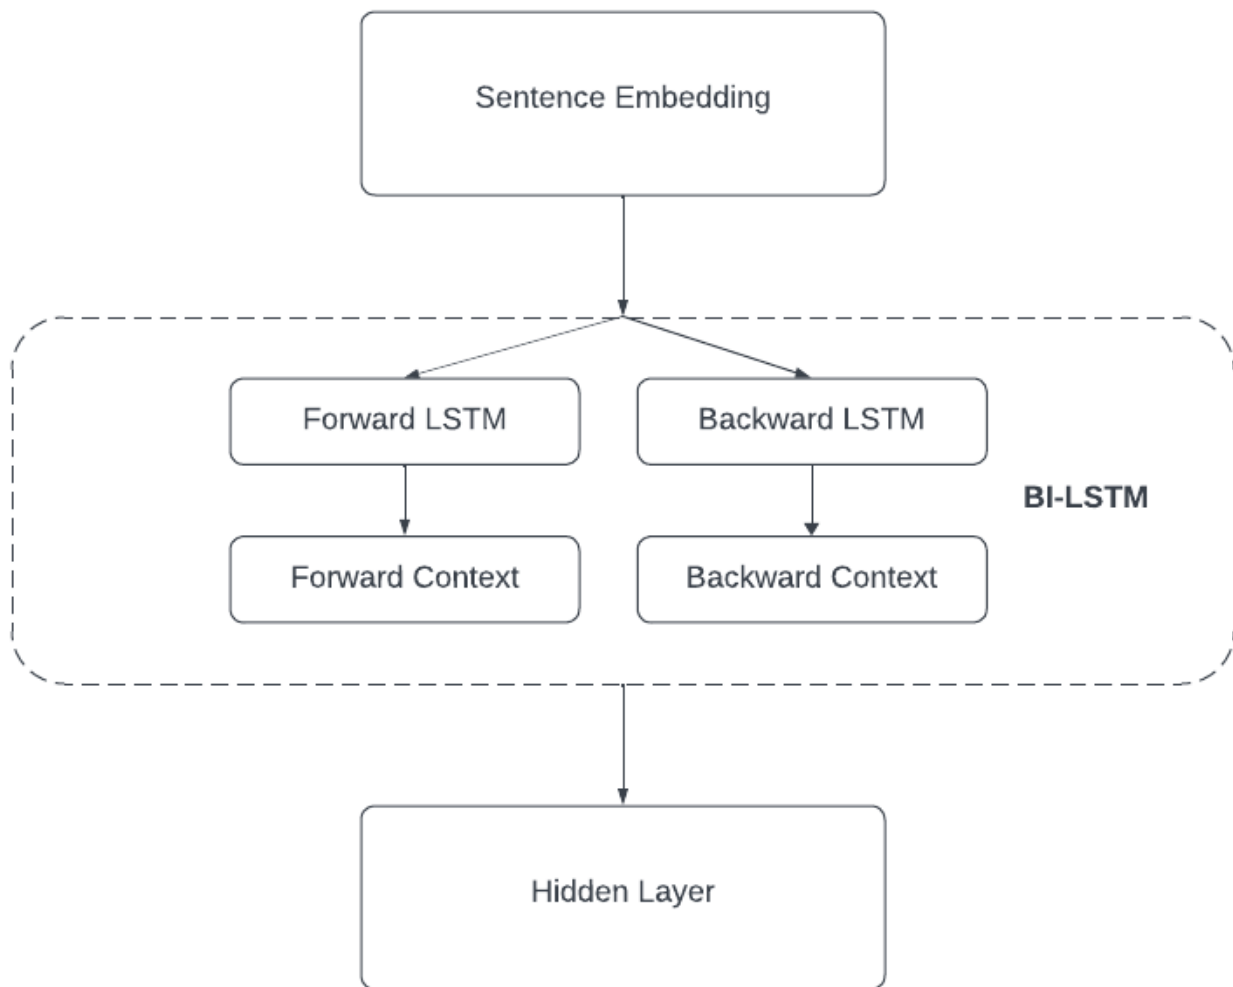 Sentence Embedding
Forward LSTM
Backward LSTM
BI-LSTM
Forward Context
Backward Context
Hidden Layer